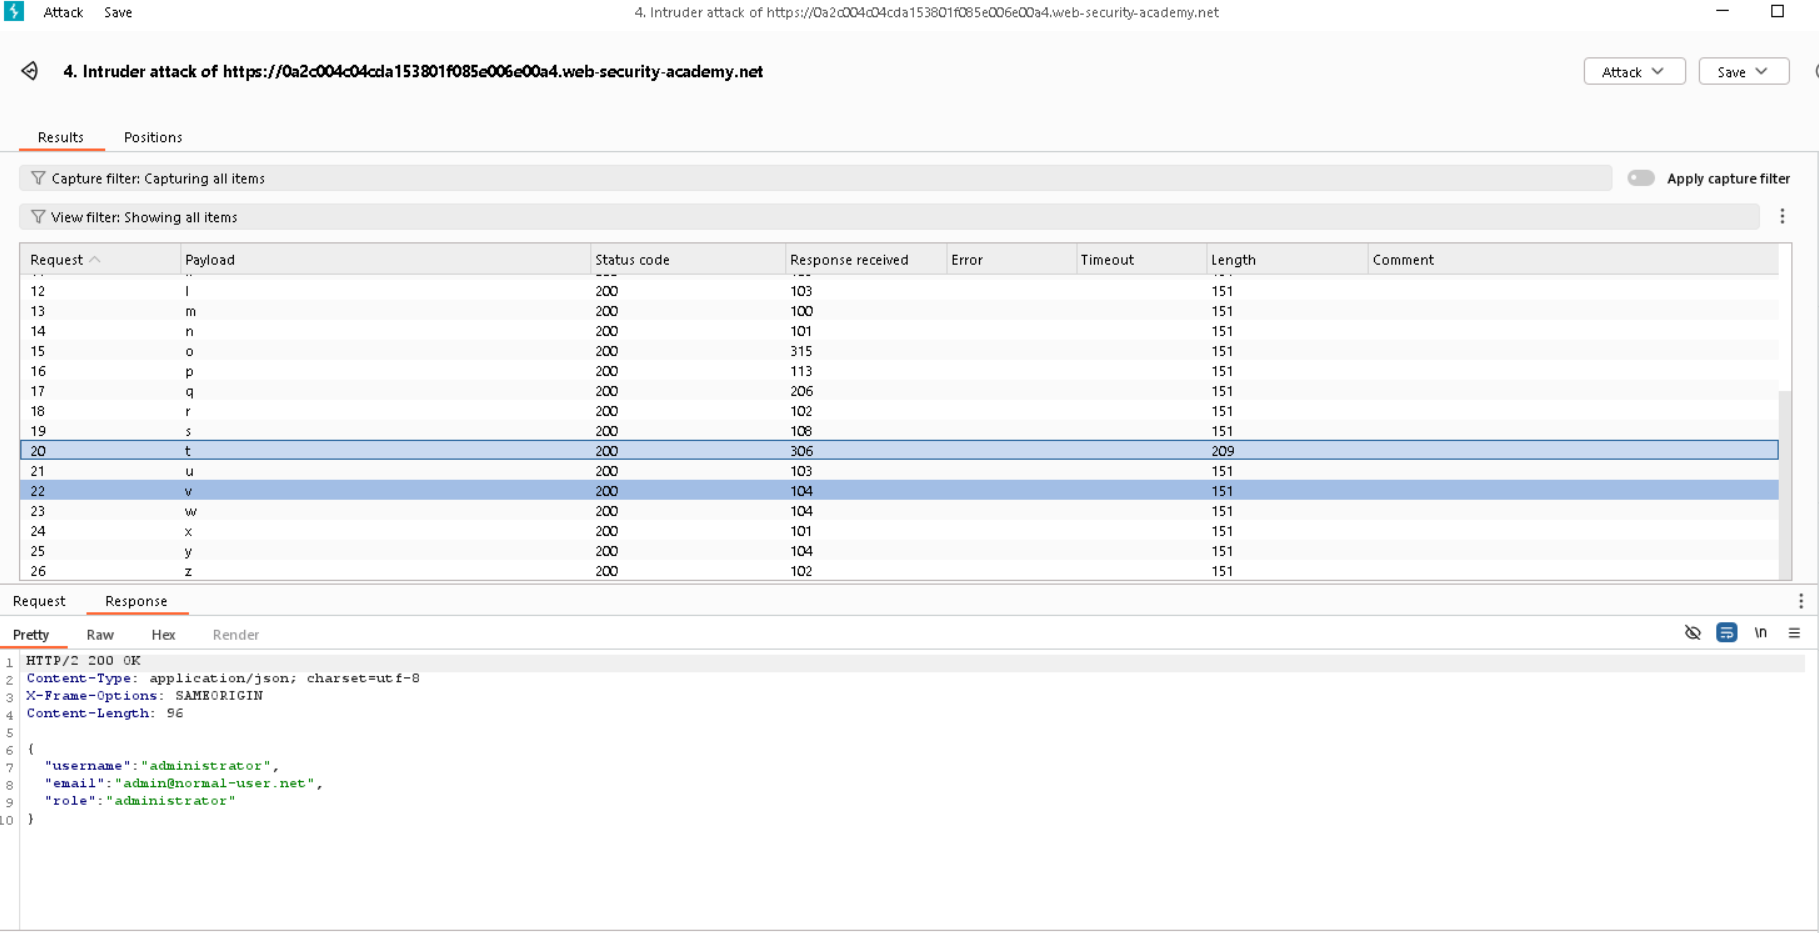 Attack Save 4. Intruder attack of https://0a2c004c04cda153801f085e006e00a4.web-security-academy.net
4. Intruder attack of https://0a2c004c04cda153801f085e006e00a4.web-security-academy.net Attack Save
Results Positions
Capture filter: Capturing all items Apply capture filter
View filter: Showing all items
Request Payload Status code Response received Error Timeout Length Comment
12 l 200 103 151
13 m 200 100 151
14 n 200 101 151
15 o 200 315 151
16 p 200 113 151
17 q 200 206 151
18 r 200 102 151
19 s 200 108 151
20 t 200 306 209
21 u 200 103 151
22 v 200 104 151
23 w 200 104 151
24 x 200 101 151
25 y 200 104 151
26 z 200 102 151
Request Response
Pretty Raw Hex Render \n
1 HTTP/2 200 OK
2 Content-Type: application/json; charset=utf-8
3 X-Frame-Options: SAMEORIGIN
4 Content-Length: 96
5
6 {
7 "username":"administrator",
8 "email":"admin@normal-user.net",
9 "role":"administrator"
10 }